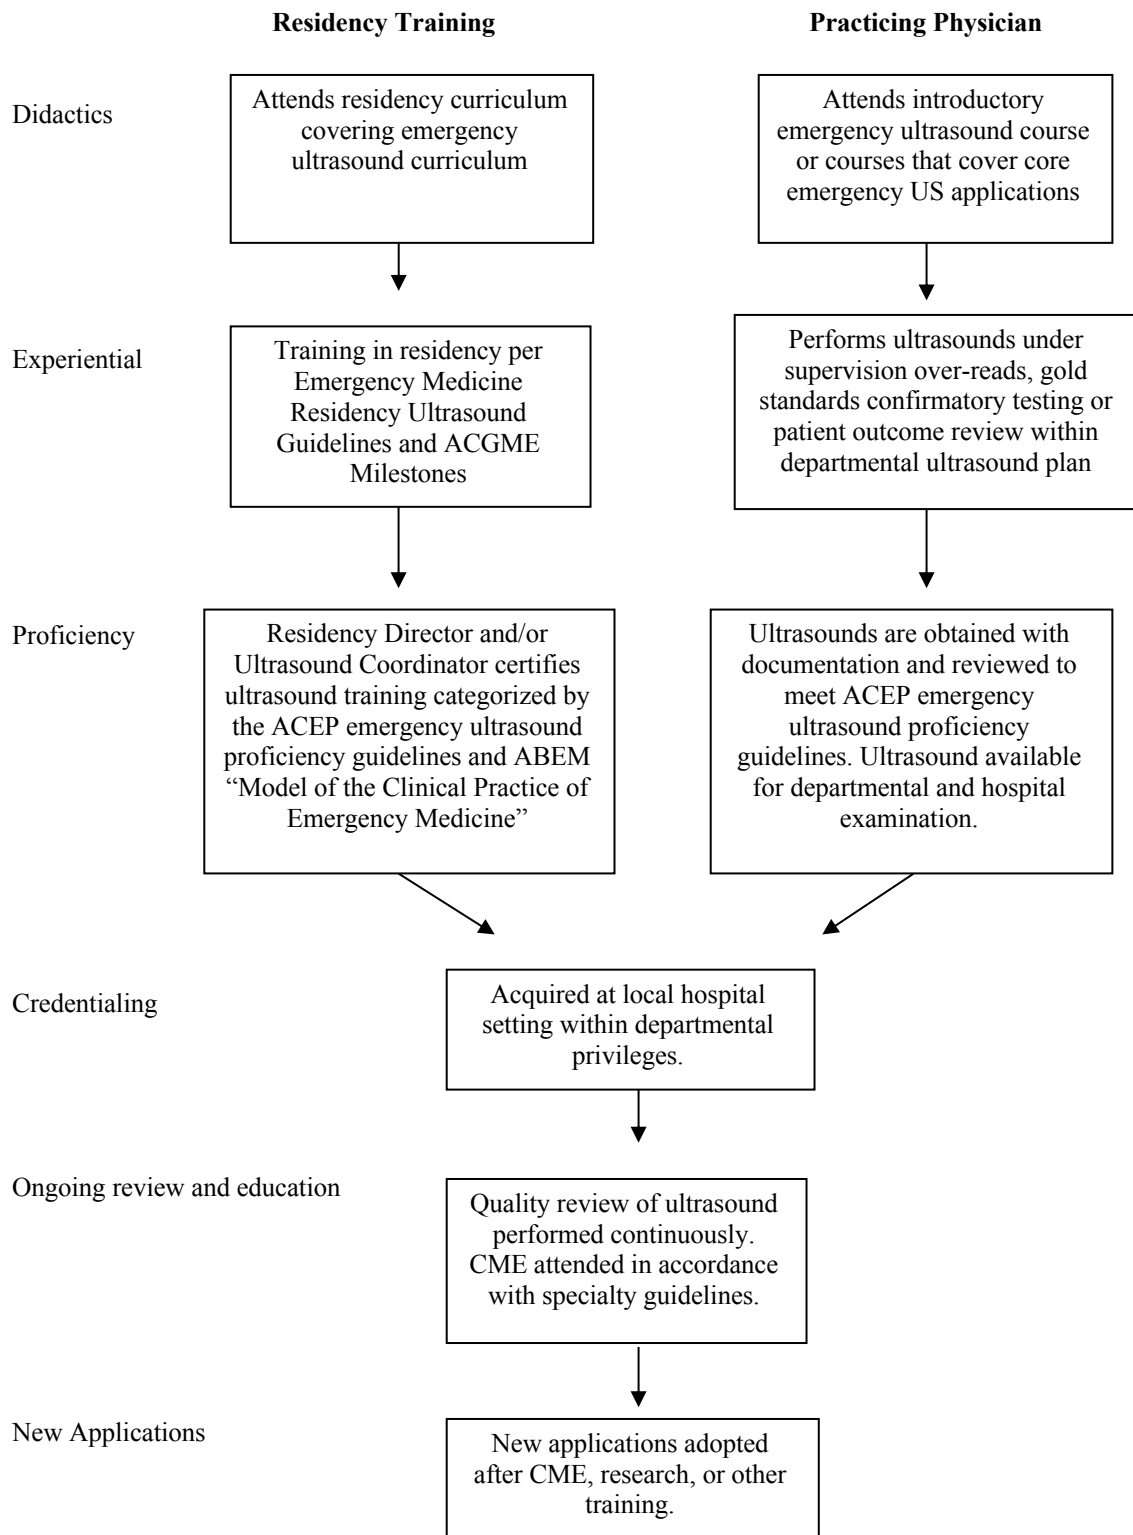 Residency Training
Practicing Physician
Didactics
Attends residency curriculum
covering emergency
ultrasound curriculum
Attends introductory
emergency ultrasound course
or courses that cover core
emergency US applications
Experiential
Training in residency per
Emergency Medicine
Residency Ultrasound
Guidelines and ACGME
Milestones
Performs ultrasounds under
supervision over-reads, gold
standards confirmatory testing or
patient outcome review within
departmental ultrasound plan
Proficiency
Residency Director and/or
Ultrasound Coordinator certifies
ultrasound training categorized by
the ACEP emergency ultrasound
proficiency guidelines and ABEM
“Model of the Clinical Practice of
Emergency Medicine”
Ultrasounds are obtained with
documentation and reviewed to
meet ACEP emergency
ultrasound proficiency
guidelines. Ultrasound available
for departmental and hospital
examination.
Credentialing
Acquired at local hospital
setting within departmental
privileges.
Ongoing review and education
Quality review of ultrasound
performed continuously.
CME attended in accordance
with specialty guidelines.
New Applications
New applications adopted
after CME, research, or other
training.